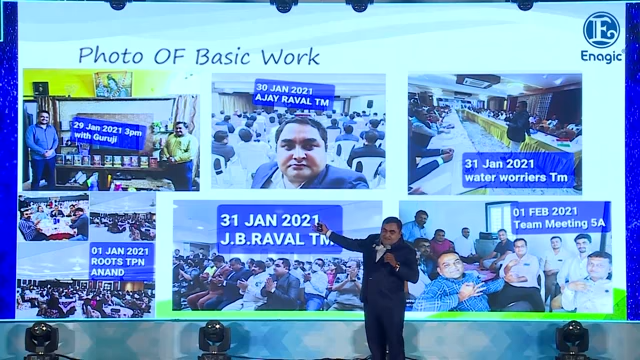 Photo OF Basic Work
E
Enagic®
29 Jan 2021 3pm
with Guruji
30 JAN 2021
AJAY RAVAL TM
31 Jan 2021
water worriers Tm
01 JAN 2021
ROOTS TPN
ANAND
31 JAN 2021
J.B.RAVAL TM
01 FEB 2021
Team Meeting 5A